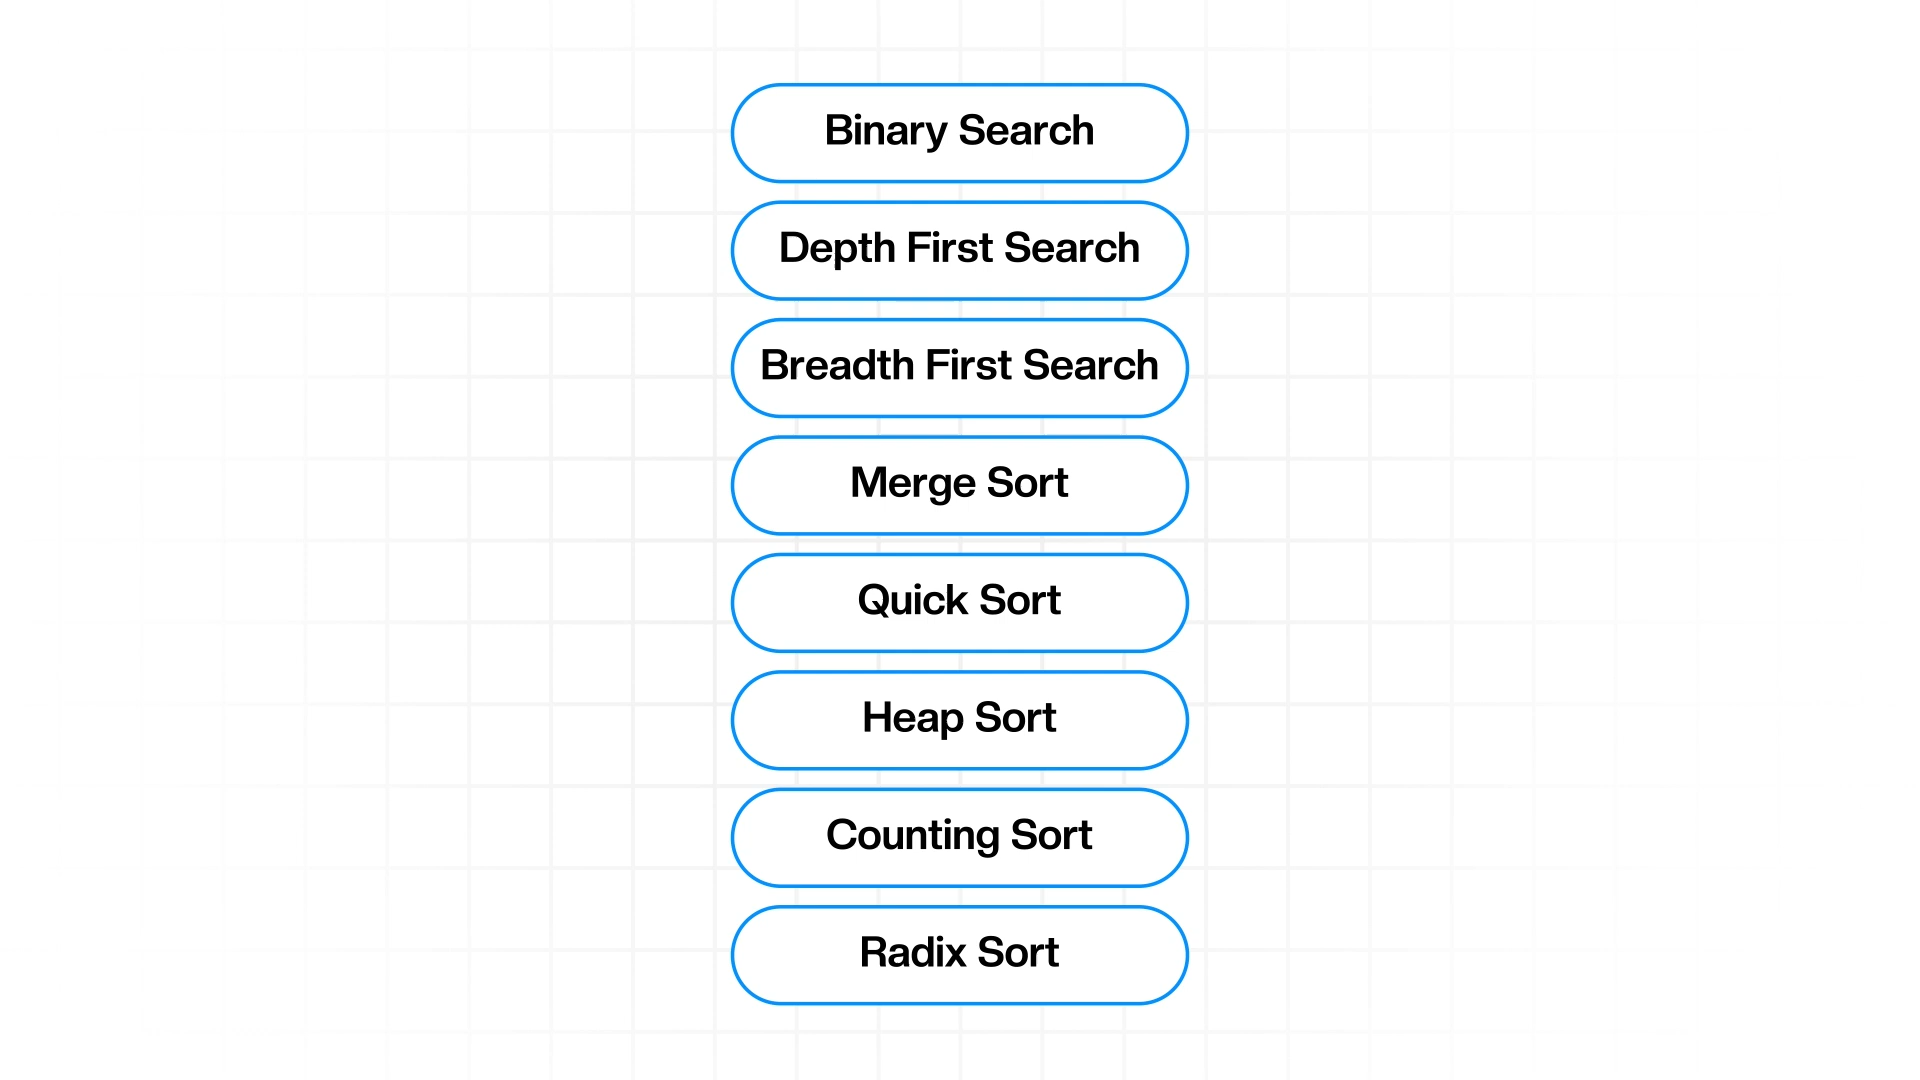 Binary Search
Depth First Search
Breadth First Search
Merge Sort
Quick Sort
Heap Sort
Counting Sort
Radix Sort